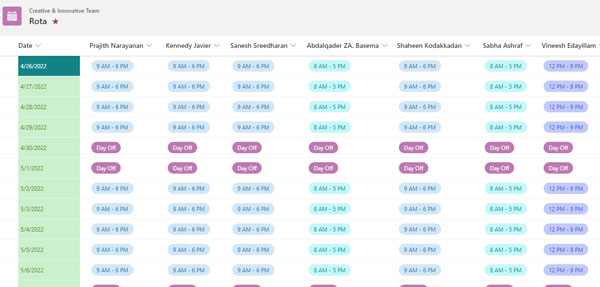 Creative & Innovative Team
Rota
Date Prajith Narayanan Kennedy Javier Sanesh Sreedharan Abdalqader ZA. Basema Shaheen Kodakkadan Sabha Ashraf Vineesh Edayillam
4/26/2022 9 AM - 6 PM 9 AM - 6 PM 9 AM - 6 PM 8 AM - 5 PM 9 AM - 6 PM 8 AM - 5 PM 12 PM - 9 PM
4/27/2022 9 AM - 6 PM 9 AM - 6 PM 9 AM - 6 PM 8 AM - 5 PM 9 AM - 6 PM 8 AM - 5 PM 12 PM - 9 PM
4/28/2022 9 AM - 6 PM 9 AM - 6 PM 9 AM - 6 PM 8 AM - 5 PM 9 AM - 6 PM 8 AM - 5 PM 12 PM - 9 PM
4/29/2022 9 AM - 6 PM 9 AM - 6 PM 9 AM - 6 PM 8 AM - 5 PM 9 AM - 6 PM 8 AM - 5 PM 12 PM - 9 PM
4/30/2022 Day Off Day Off Day Off Day Off Day Off Day Off Day Off
5/1/2022 Day Off Day Off Day Off Day Off Day Off Day Off Day Off
5/2/2022 9 AM - 6 PM 9 AM - 6 PM 9 AM - 6 PM 8 AM - 5 PM 9 AM - 6 PM 8 AM - 5 PM 12 PM - 9 PM
5/3/2022 9 AM - 6 PM 9 AM - 6 PM 9 AM - 6 PM 8 AM - 5 PM 9 AM - 6 PM 8 AM - 5 PM 12 PM - 9 PM
5/4/2022 9 AM - 6 PM 9 AM - 6 PM 9 AM - 6 PM 8 AM - 5 PM 9 AM - 6 PM 8 AM - 5 PM 12 PM - 9 PM
5/5/2022 9 AM - 6 PM 9 AM - 6 PM 9 AM - 6 PM 8 AM - 5 PM 9 AM - 6 PM 8 AM - 5 PM 12 PM - 9 PM
5/6/2022 9 AM - 6 PM 9 AM - 6 PM 9 AM - 6 PM 8 AM - 5 PM 9 AM - 6 PM 8 AM - 5 PM 12 PM - 9 PM